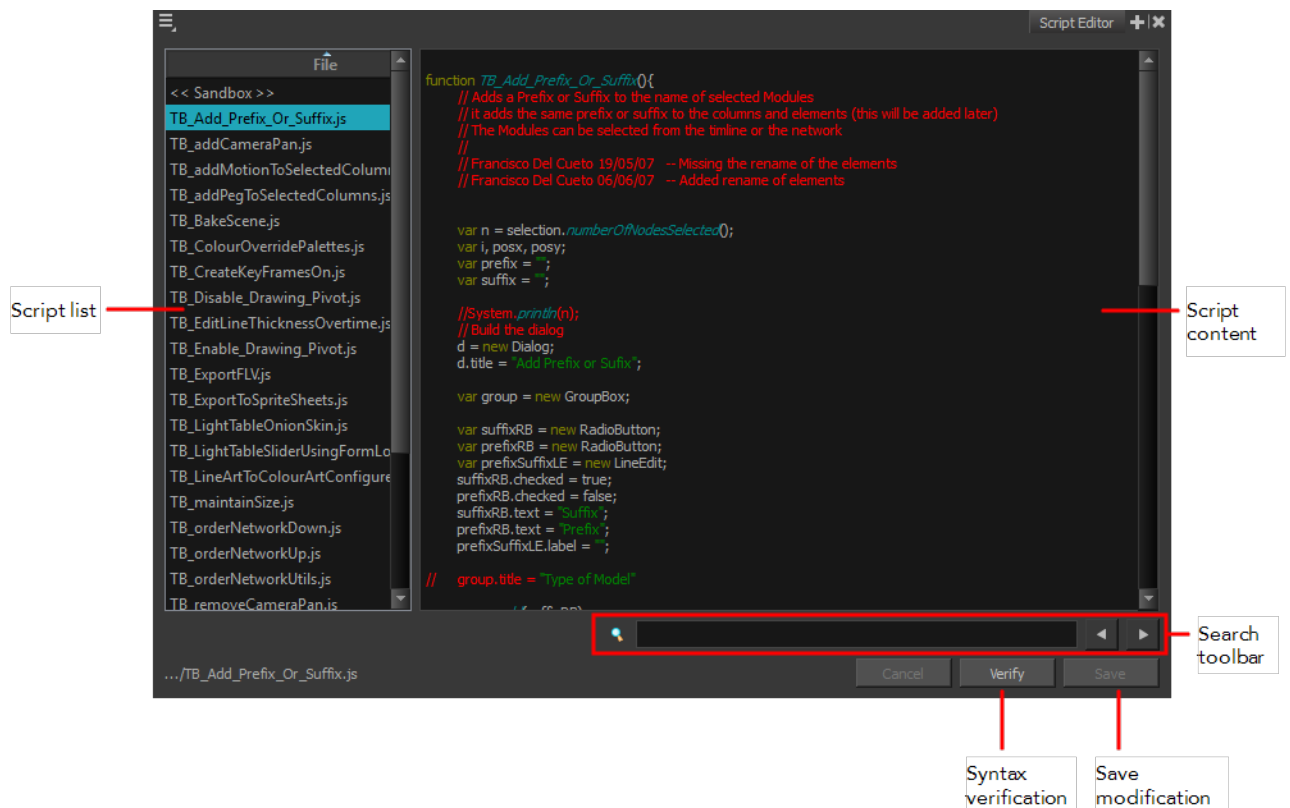 Script Editor
File
<< Sandbox >>
TB_Add_Prefix_Or_Suffix.js
TB_addCameraPan.js
TB_addMotionToSelectedColum
TB_addPegToSelectedColumns.js
TB_BakeScene.js
TB_ColourOverridePalettes.js
TB_CreateKeyFramesOn.js
TB_Disable_Drawing_Pivot.js
TB_EditLineThicknessOvertime.js
TB_Enable_Drawing_Pivot.js
TB_ExportFLV.js
TB_ExportToSpriteSheets.js
TB_LightTableOnionSkin.js
TB_LightTableSliderUsingFormLo
TB_LineArtToColourArtConfigure
TB_maintainSize.js
TB_orderNetworkDown.js
TB_orderNetworkUp.js
TB_orderNetworkUtils.js
TB_removeCameraPan.js
function TB_Add_Prefix_Or_Suffix(){
// Adds a Prefix or Suffix to the name of selected Modules
// it adds the same prefix or suffix to the columns and elements (this will be added later)
// The Modules can be selected from the timline or the network
//
// Francisco Del Cueto 19/05/07 -- Missing the rename of the elements
// Francisco Del Cueto 06/06/07 -- Added rename of elements
var n = selection.numberOfNodesSelected();
var i, posx, posy;
var prefix = "";
var suffix = "";
//System.println(n);
// Build the dialog
d = new Dialog;
d.title = "Add Prefix or Sufix";
var group = new GroupBox;
var suffixRB = new RadioButton;
var prefixRB = new RadioButton;
var prefixSuffixLE = new LineEdit;
suffixRB.checked = true;
prefixRB.checked = false;
suffixRB.text = "Suffix";
prefixRB.text = "Prefix";
prefixSuffixLE.label = "";
// group.title = "Type of Model"
.../TB_Add_Prefix_Or_Suffix.js
Cancel
Verify
Save
Script list
Script
content
Search
toolbar
Syntax
verification
Save
modification